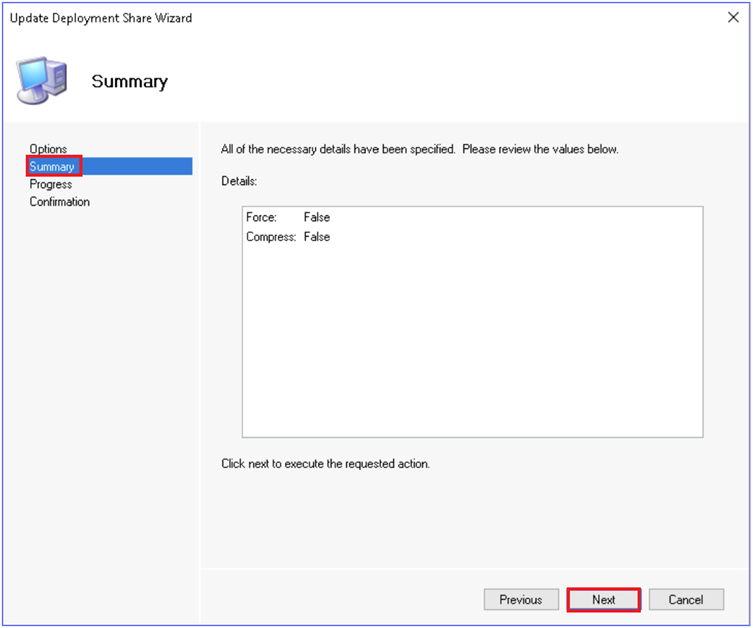 Update Deployment Share Wizard
Summary
Options
Summary
Progress
Confirmation
All of the necessary details have been specified.  Please review the values below.
Details:
Force: False
Compress: False
Click next to execute the requested action.
Previous Next Cancel